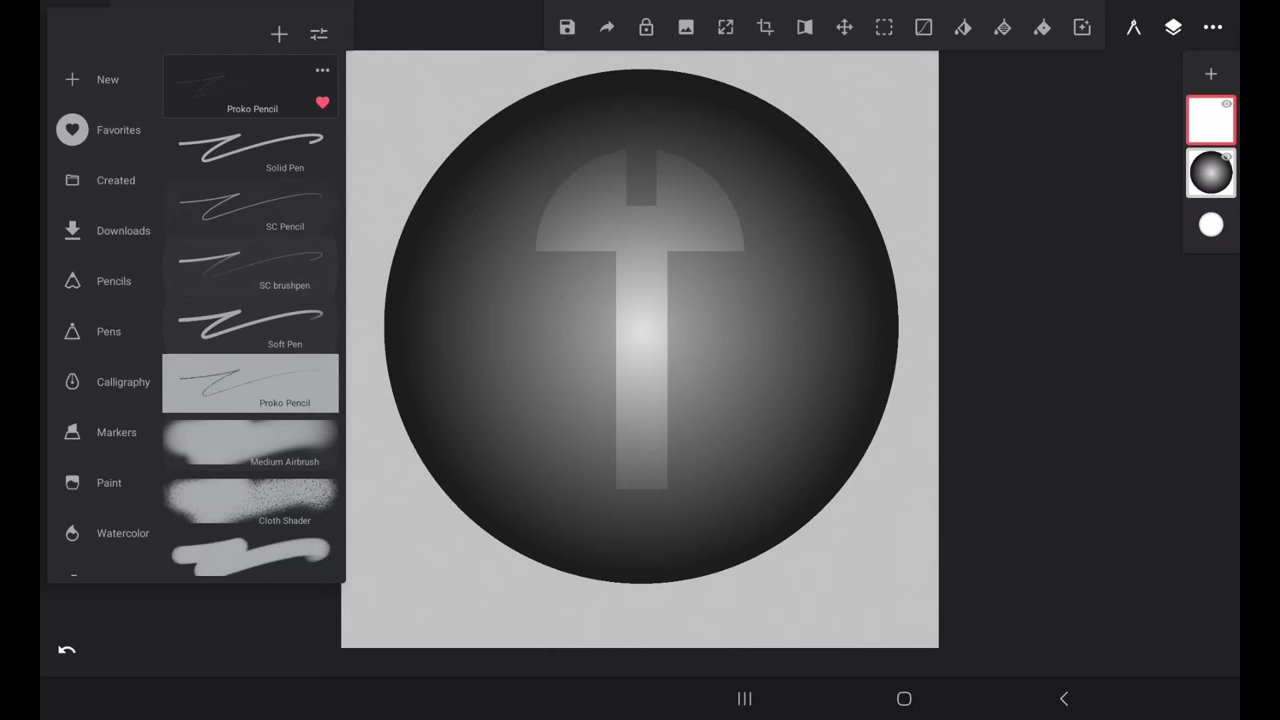 New
Favorites
Created
Downloads
Pencils
Pens
Calligraphy
Markers
Paint
Watercolor
Proko Pencil
Solid Pen
SC Pencil
SC brushpen
Soft Pen
Proko Pencil
Medium Airbrush
Cloth Shader